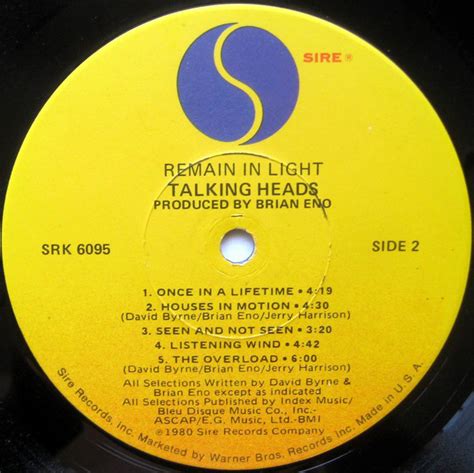 SIRE ®
REMAIN IN LIGHT
TALKING HEADS
PRODUCED BY BRIAN ENO
SRK 6095
SIDE 2
1. ONCE IN A LIFETIME • 4:19
2. HOUSES IN MOTION • 4:30
(David Byrne/Brian Eno/Jerry Harrison)
3. SEEN AND NOT SEEN • 3:20
4. LISTENING WIND • 4:42
5. THE OVERLOAD • 6:00
(David Byrne/Brian Eno/Jerry Harrison)
All Selections Written by David Byrne &
Brian Eno except as indicated
All Selections Published by Index Music/
Bleu Disque Music Co., Inc.-
ASCAP/E.G. Music, Ltd.-BMI
©1980 Sire Records Company
Sire Records, Inc. Marketed by Warner Bros. Records Inc. Made in U.S.A.